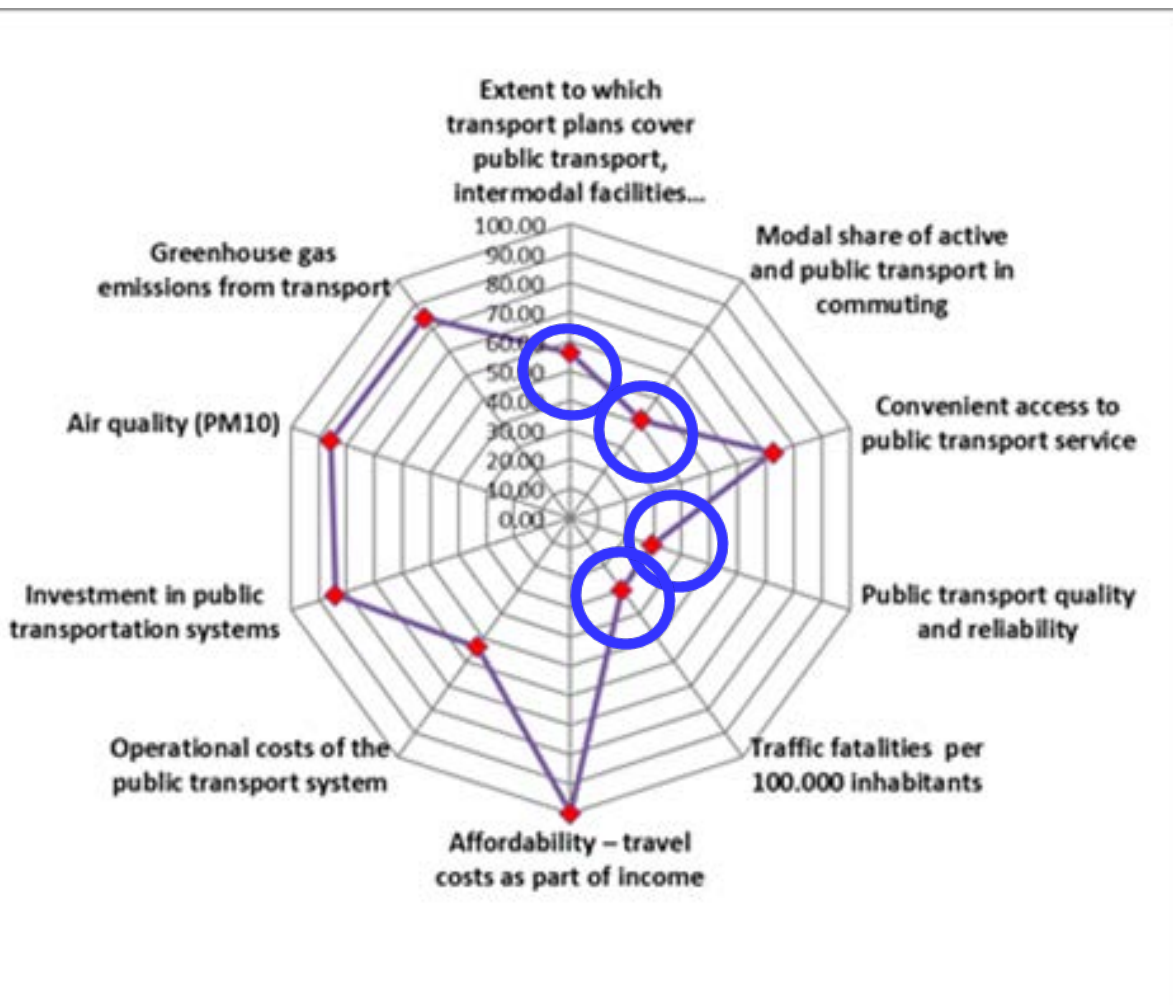 Extent to which
transport plans cover
public transport,
intermodal facilities...
Modal share of active
and public transport in
commuting
Convenient access to
public transport service
Public transport quality
and reliability
Traffic fatalities per
100.000 inhabitants
Affordability – travel
costs as part of income
Operational costs of the
public transport system
Investment in public
transportation systems
Air quality (PM10)
Greenhouse gas
emissions from transport
100.00
90.00
80.00
70.00
60.00
50.00
40.00
30.00
20.00
10.00
0.00